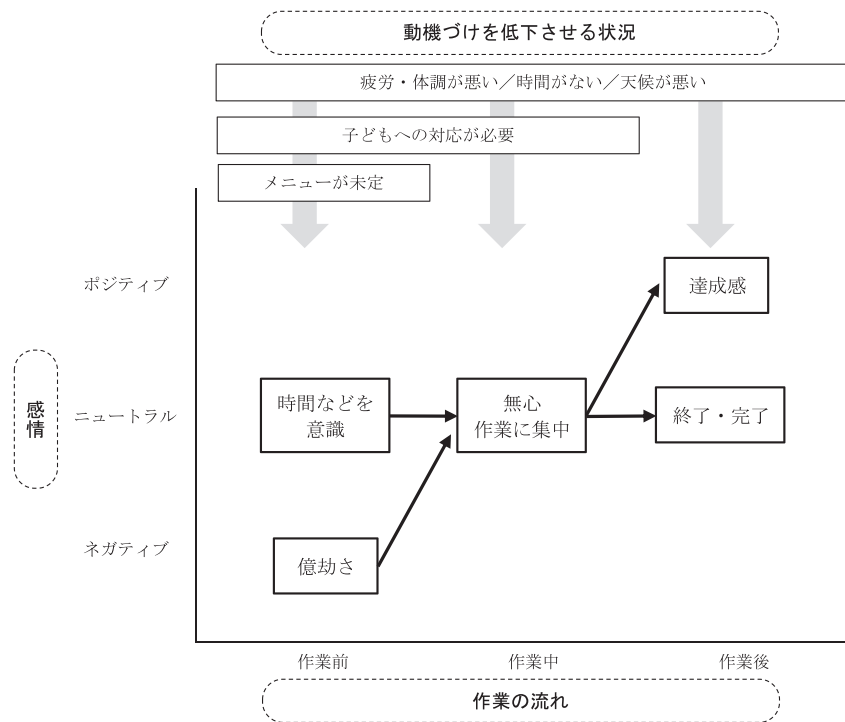 動機づけを低下させる状況
疲労・体調が悪い／時間がない／天候が悪い
子どもへの対応が必要
メニューが未定
ポジティブ
達成感
感情
ニュートラル
時間などを
意識
無心
作業に集中
終了・完了
ネガティブ
億劫さ
作業前
作業中
作業後
作業の流れ